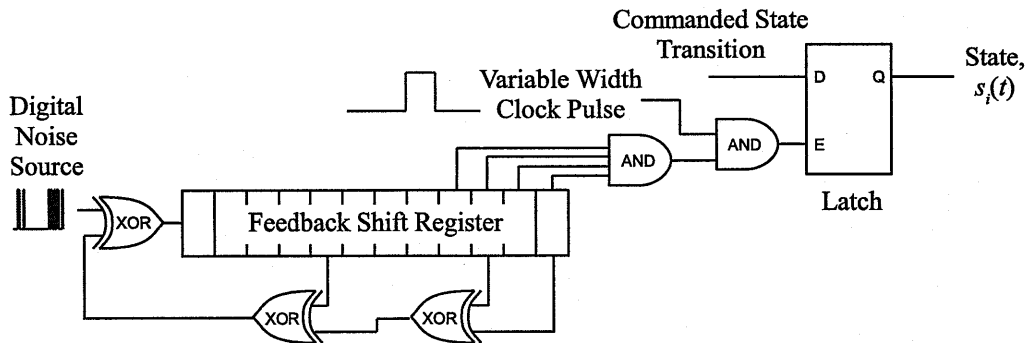 Commanded State
Transition
State,
s_i(t)
D
Q
E
Latch
Variable Width
Clock Pulse
Digital
Noise
Source
AND
AND
XOR
Feedback Shift Register
XOR
XOR